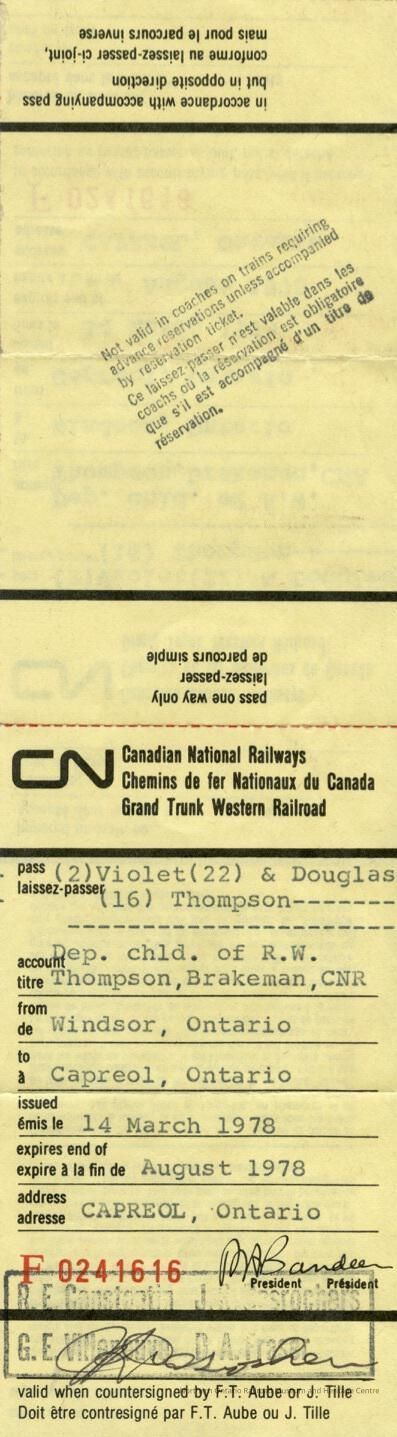 in accordance with accompanying pass
but in opposite direction
conforme au laissez-passer ci-joint,
mais pour le parcours inverse
Not valid in coaches on trains requiring
advance reservations unless accompanied
by reservation ticket.
Ce laissez passer n'est valable dans les
coachs où la réservation est obligatoire
que s'il est accompagné d'un titre de
réservation.
pass one way only
laissez-passer
de parcours simple
CN Canadian National Railways
Chemins de fer Nationaux du Canada
Grand Trunk Western Railroad
pass (2)Violet(22) & Douglas
laissez-passer (16) Thompson-------
account Dep. chld. of R.W.
titre Thompson,Brakeman,CNR
from
de Windsor, Ontario
to
à Capreol, Ontario
issued
émis le 14 March 1978
expires end of
expire à la fin de August 1978
address
adresse CAPREOL, Ontario
F 0241616
President Président
R. E. J. Desrochers
G. E. D. A. Fraser
valid when countersigned by F.T. Aube or J. Tille
Doit être contresigné par F.T. Aube ou J. Tille